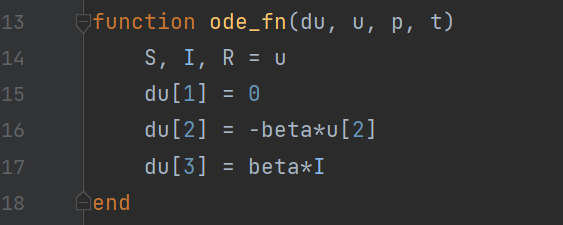 13 function ode_fn(du, u, p, t)
14 S, I, R = u
15 du[1] = 0
16 du[2] = -beta*u[2]
17 du[3] = beta*I
18 end